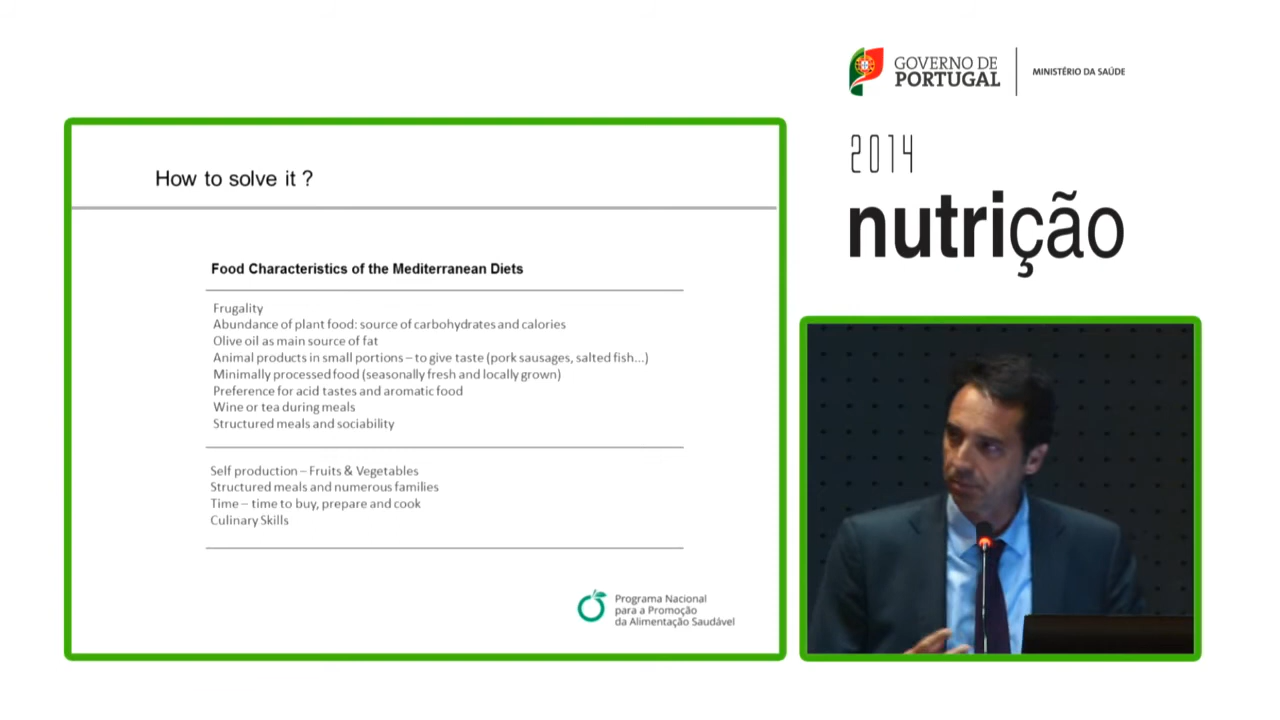 GOVERNO DE
PORTUGAL
MINISTÉRIO DA SAÚDE
2014
nutrição
How to solve it ?
Food Characteristics of the Mediterranean Diets
Frugality
Abundance of plant food: source of carbohydrates and calories
Olive oil as main source of fat
Animal products in small portions – to give taste (pork sausages, salted fish...)
Minimally processed food (seasonally fresh and locally grown)
Preference for acid tastes and aromatic food
Wine or tea during meals
Structured meals and sociability
Self production – Fruits & Vegetables
Structured meals and numerous families
Time – time to buy, prepare and cook
Culinary Skills
Programa Nacional
para a Promoção
da Alimentação Saudável